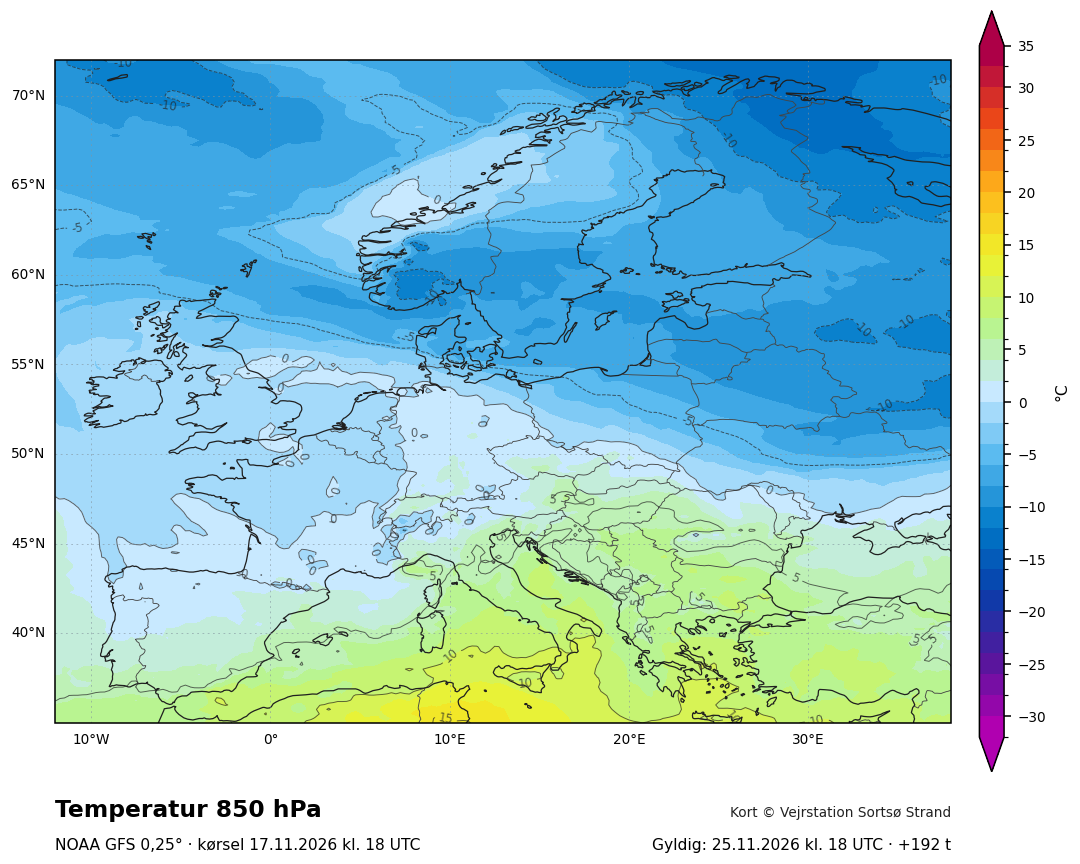 70°N
65°N
60°N
55°N
50°N
45°N
40°N
10°W 0° 10°E 20°E 30°E
35
30
25
20
15
10
5
0
−5
−10
−15
−20
−25
−30
°C
Temperatur 850 hPa
Kort © Vejrstation Sortsø Strand
NOAA GFS 0,25° · kørsel 17.11.2026 kl. 18 UTC
Gyldig: 25.11.2026 kl. 18 UTC · +192 t